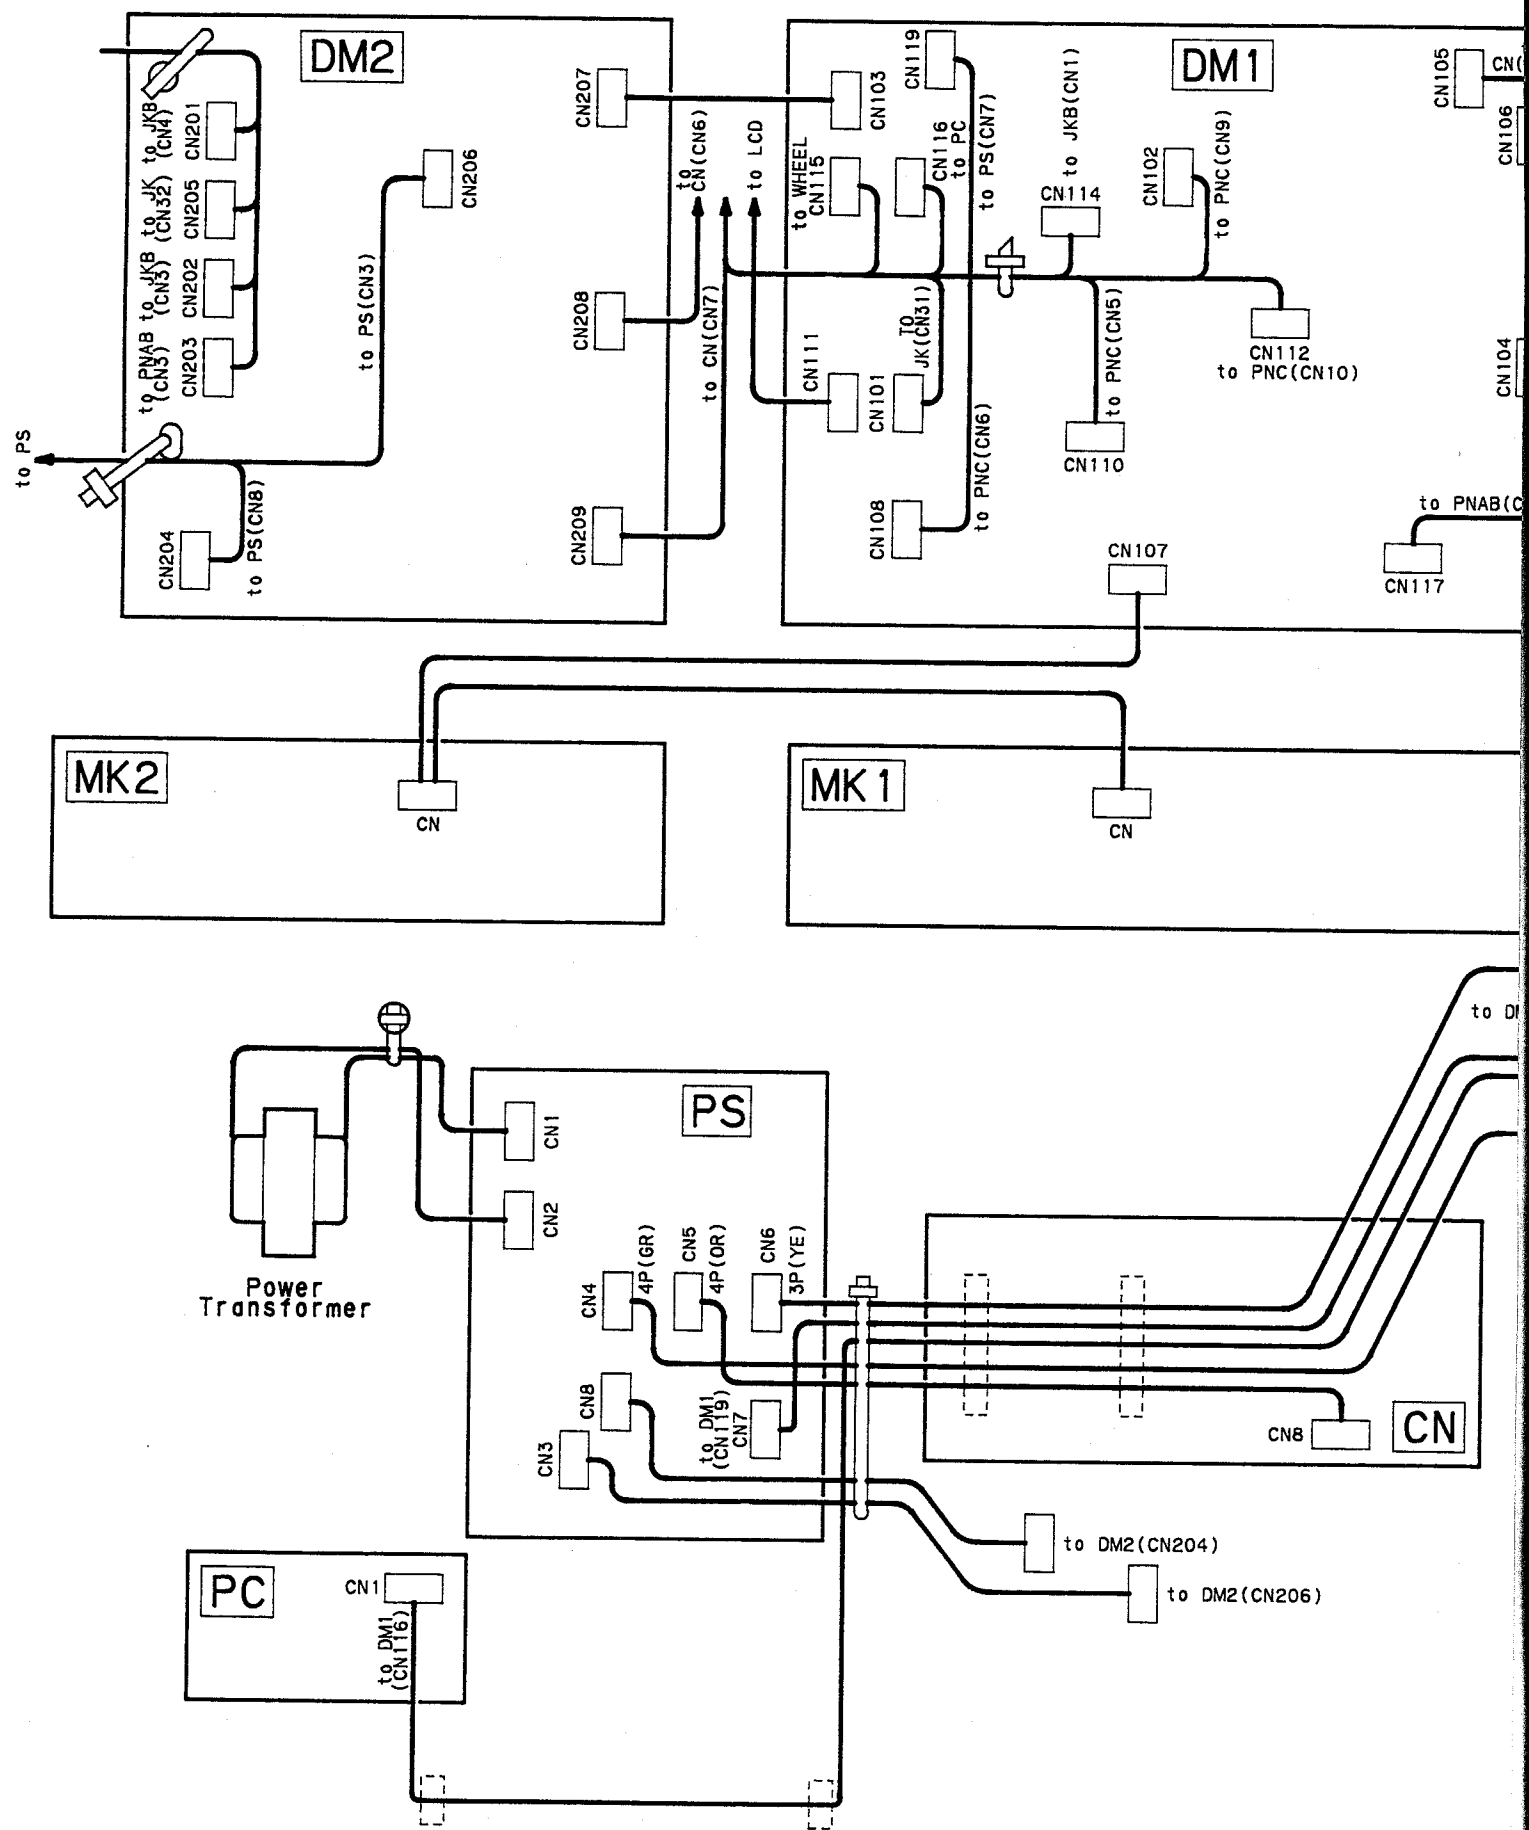 DM2
to JKB
(CN4)
CN201
to JK
(CN32)
CN205
to JKB
(CN3)
CN202
to PNAB
(CN3)
CN203
to PS
CN204
to PS(CN8)
to PS(CN3)
CN206
CN207
CN208
CN209
to
CN(CN6)
to CN(CN7)
to LCD
DM1
CN103
CN119
to WHEEL
CN115
CN116
to PC
to PS(CN7)
to JKB(CN1)
CN114
CN102
to PNC(CN9)
CN105
CN(
CN106
CN104
CN111
CN101
TO
JK(CN31)
CN108
to PNC(CN6)
to PNC(CN5)
CN110
CN112
to PNC(CN10)
CN107
to PNAB(C
CN117
MK2
CN
MK1
CN
Power
Transformer
PS
CN1
CN2
CN4
4P(GR)
CN5
4P(OR)
CN6
3P(YE)
CN8
CN3
to DM1
(CN119)
CN7
to D
CN8
CN
to DM2(CN204)
to DM2(CN206)
PC
CN1
to DM1
(CN116)